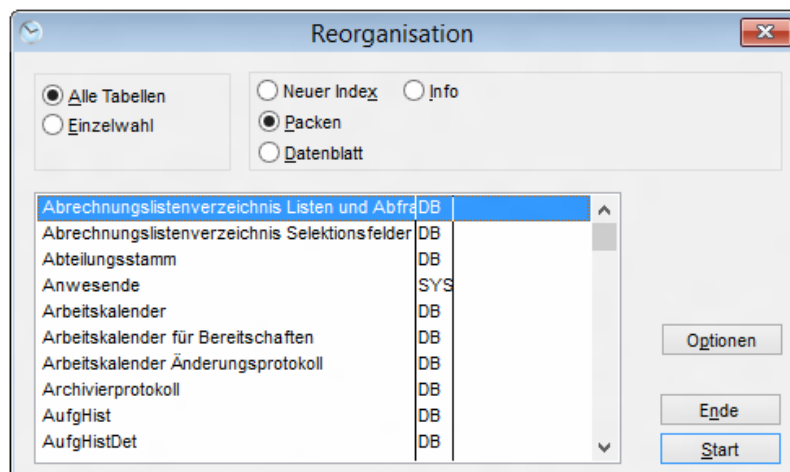 Reorganisation
Alle Tabellen
Einzelwahl
Neuer Index
Info
Packen
Datenblatt
Abrechnungslistenverzeichnis Listen und Abfra DB
Abrechnungslistenverzeichnis Selektionsfelder DB
Abteilungsstamm DB
Anwesende SYS
Arbeitskalender DB
Arbeitskalender für Bereitschaften DB
Arbeitskalender Änderungsprotokoll DB
Archivierprotokoll DB
AufgHist DB
AufgHistDet DB
Optionen
Ende
Start